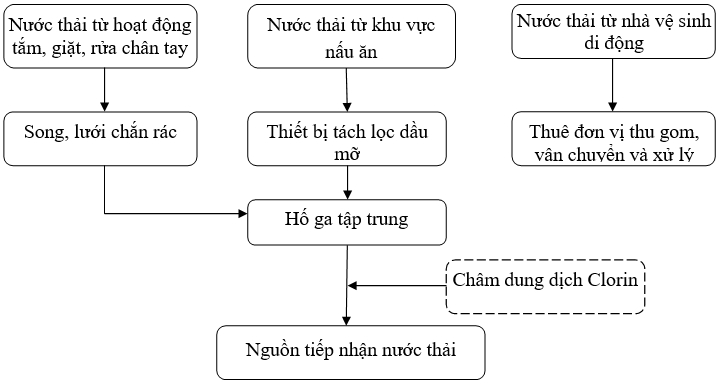 Nước thải từ hoạt động
tắm, giặt, rửa chân tay
Nước thải từ khu vực
nấu ăn
Nước thải từ nhà vệ sinh
di động
Song, lưới chắn rác
Thiết bị tách lọc dầu
mỡ
Thuê đơn vị thu gom,
vân chuyển và xử lý
Hố ga tập trung
Châm dung dịch Clorin
Nguồn tiếp nhận nước thải